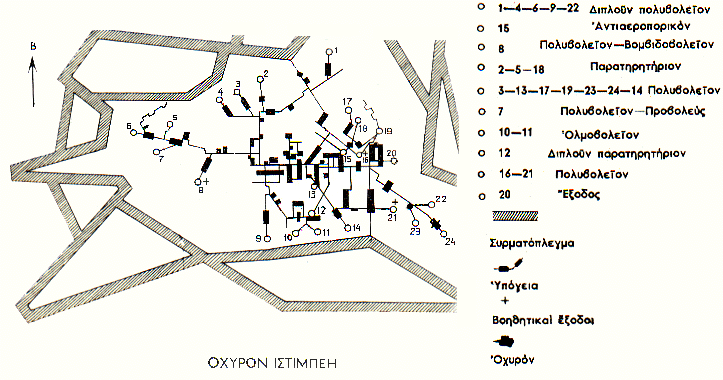 1—4—6—9—22 Διπλοῦν πολυβολεῖον
15 Ἀντιαεροπορικόν
8 Πολυβολεῖον—Βομβιδοβολεῖον
2—5—18 Παρατηρητήριον
3—13—17—19—23—24—14 Πολυβολεῖον
7 Πολυβολεῖον—Προβολεύς
10—11 Ὁλμοβολεῖον
12 Διπλοῦν παρατηρητήριον
16—21 Πολυβολεῖον
20 Ἔξοδος
Συρματόπλεγμα
Ὑπόγεια
+
Βοηθητικαὶ ἔξοδοι
Ὀχυρόν
Β
1
2
3
4
5
6
7
8
+
9
10
11
12
13
14
15
16
17
18
19
20
21
+
22
23
24
ΟΧΥΡΟΝ ΙΣΤΙΜΠΕΗ